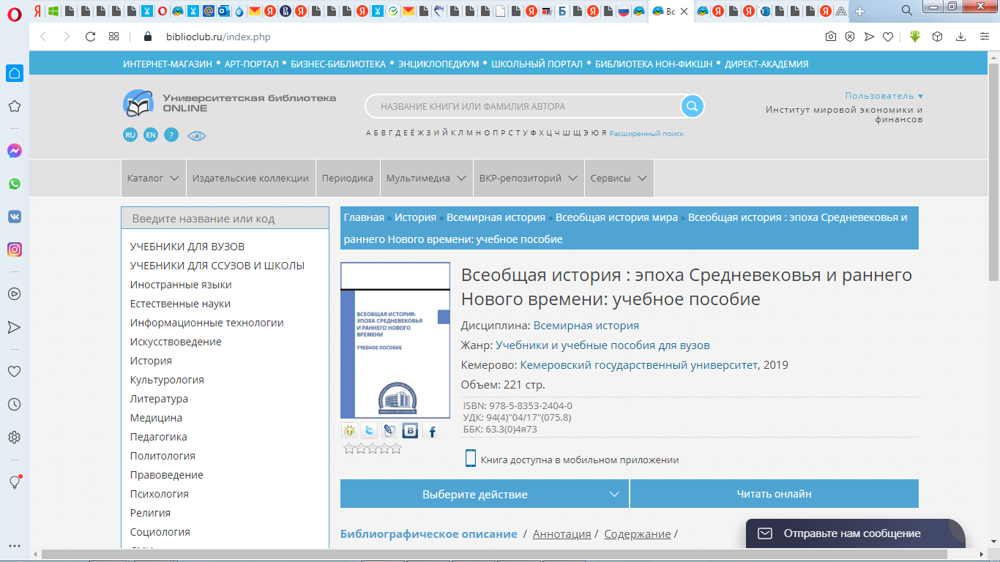 Вс
biblioclub.ru/index.php
ИНТЕРНЕТ-МАГАЗИН • АРТ-ПОРТАЛ • БИЗНЕС-БИБЛИОТЕКА • ЭНЦИКЛОПЕДИУМ • ШКОЛЬНЫЙ ПОРТАЛ • БИБЛИОТЕКА НОН-ФИКШН • ДИРЕКТ-АКАДЕМИЯ
Университетская библиотека
ONLINE
RU EN ?
НАЗВАНИЕ КНИГИ ИЛИ ФАМИЛИЯ АВТОРА
А Б В Г Д Е Ё Ж З И Й К Л М Н О П Р С Т У Ф Х Ц Ч Ш Щ Э Ю Я Расширенный поиск
Пользователь ▾
Институт мировой экономики и
финансов
Каталог Издательские коллекции Периодика Мультимедиа ВКР-репозиторий Сервисы
Введите название или код
УЧЕБНИКИ ДЛЯ ВУЗОВ
УЧЕБНИКИ ДЛЯ ССУЗОВ И ШКОЛЫ
Иностранные языки
Естественные науки
Информационные технологии
Искусствоведение
История
Культурология
Литература
Медицина
Педагогика
Политология
Правоведение
Психология
Религия
Социология
Главная » История » Всемирная история » Всеобщая история мира » Всеобщая история : эпоха Средневековья и
раннего Нового времени: учебное пособие
ВСЕОБЩАЯ ИСТОРИЯ:
ЭПОХА СРЕДНЕВЕКОВЬЯ
И РАННЕГО НОВОГО
ВРЕМЕНИ
УЧЕБНОЕ ПОСОБИЕ
Всеобщая история : эпоха Средневековья и раннего
Нового времени: учебное пособие
Дисциплина: Всемирная история
Жанр: Учебники и учебные пособия для вузов
Кемерово: Кемеровский государственный университет, 2019
Объем: 221 стр.
ISBN: 978-5-8353-2404-0
УДК: 94(4)"04/17"(075.8)
ББК: 63.3(0)4я73
Книга доступна в мобильном приложении
Выберите действие
Читать онлайн
Библиографическое описание / Аннотация / Содержание /
Отправьте нам сообщение